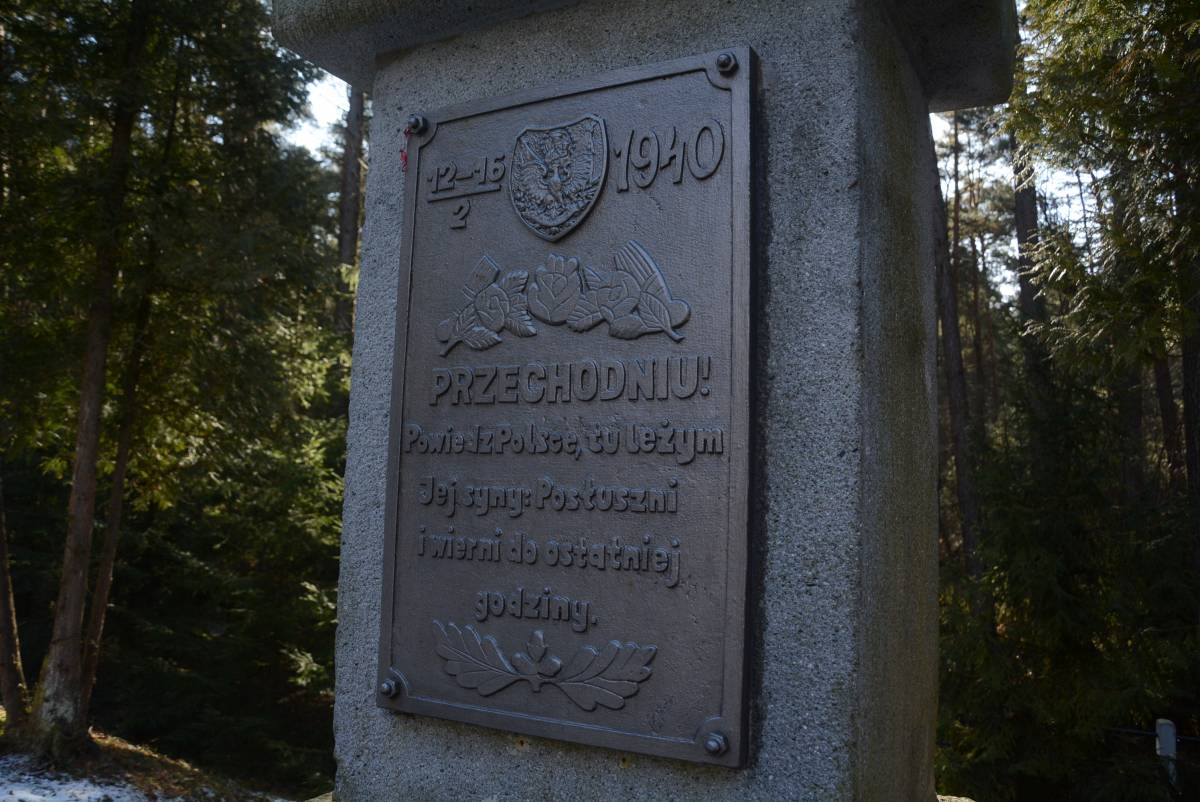 12–16 1940
2
PRZECHODNIU!
Powiedz Polsce, tu leżym
Jej syny: Posłuszni
i wierni do ostatniej
godziny.